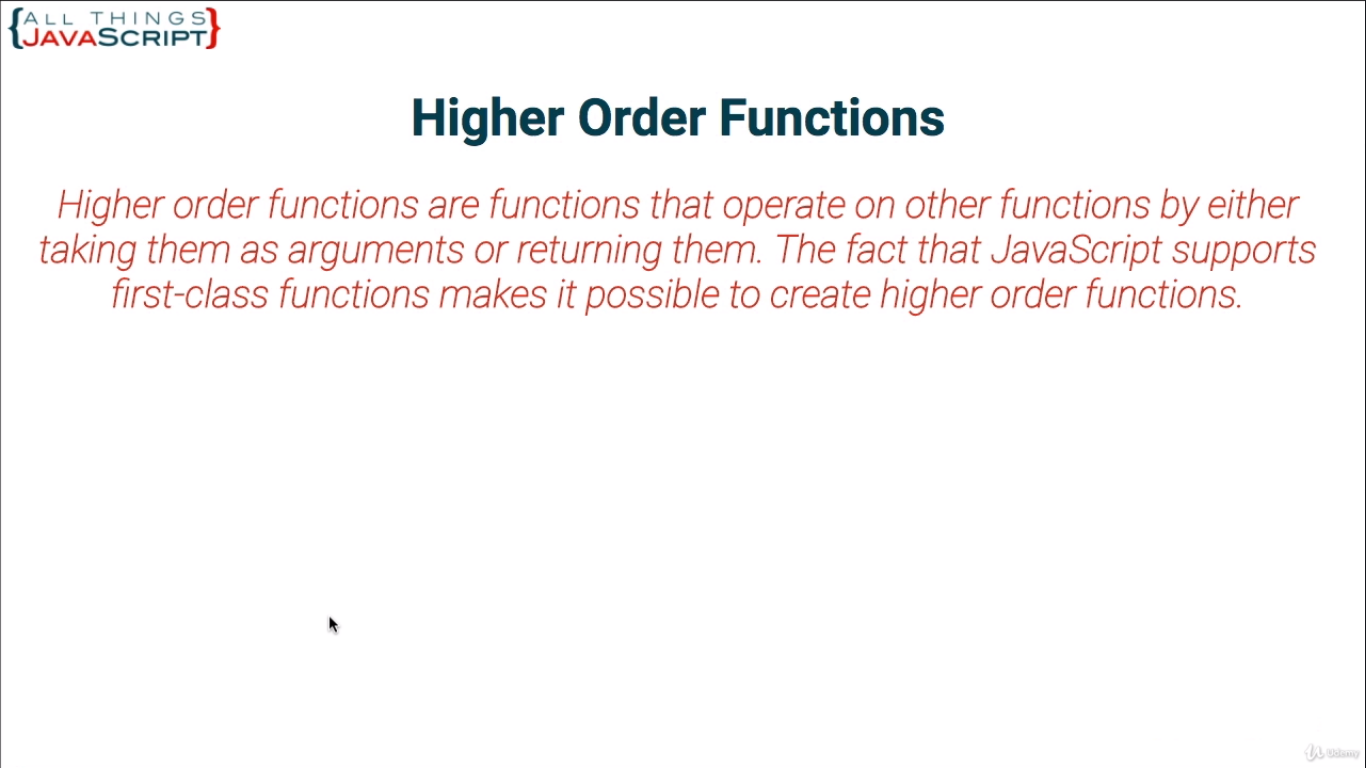 {ALL THINGS
JAVASCRIPT}
Higher Order Functions
Higher order functions are functions that operate on other functions by either
taking them as arguments or returning them. The fact that JavaScript supports
first-class functions makes it possible to create higher order functions.
Udemy